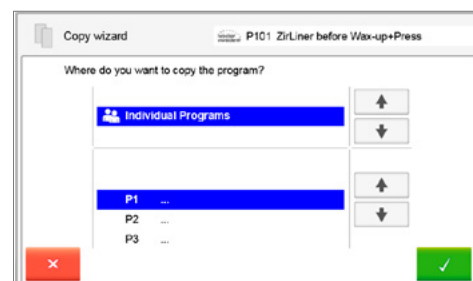 Copy wizard
P101 ZirLiner before Wax-up+Press
Where do you want to copy the program?
Individual Programs
P1 ...
P2 ...
P3 ...